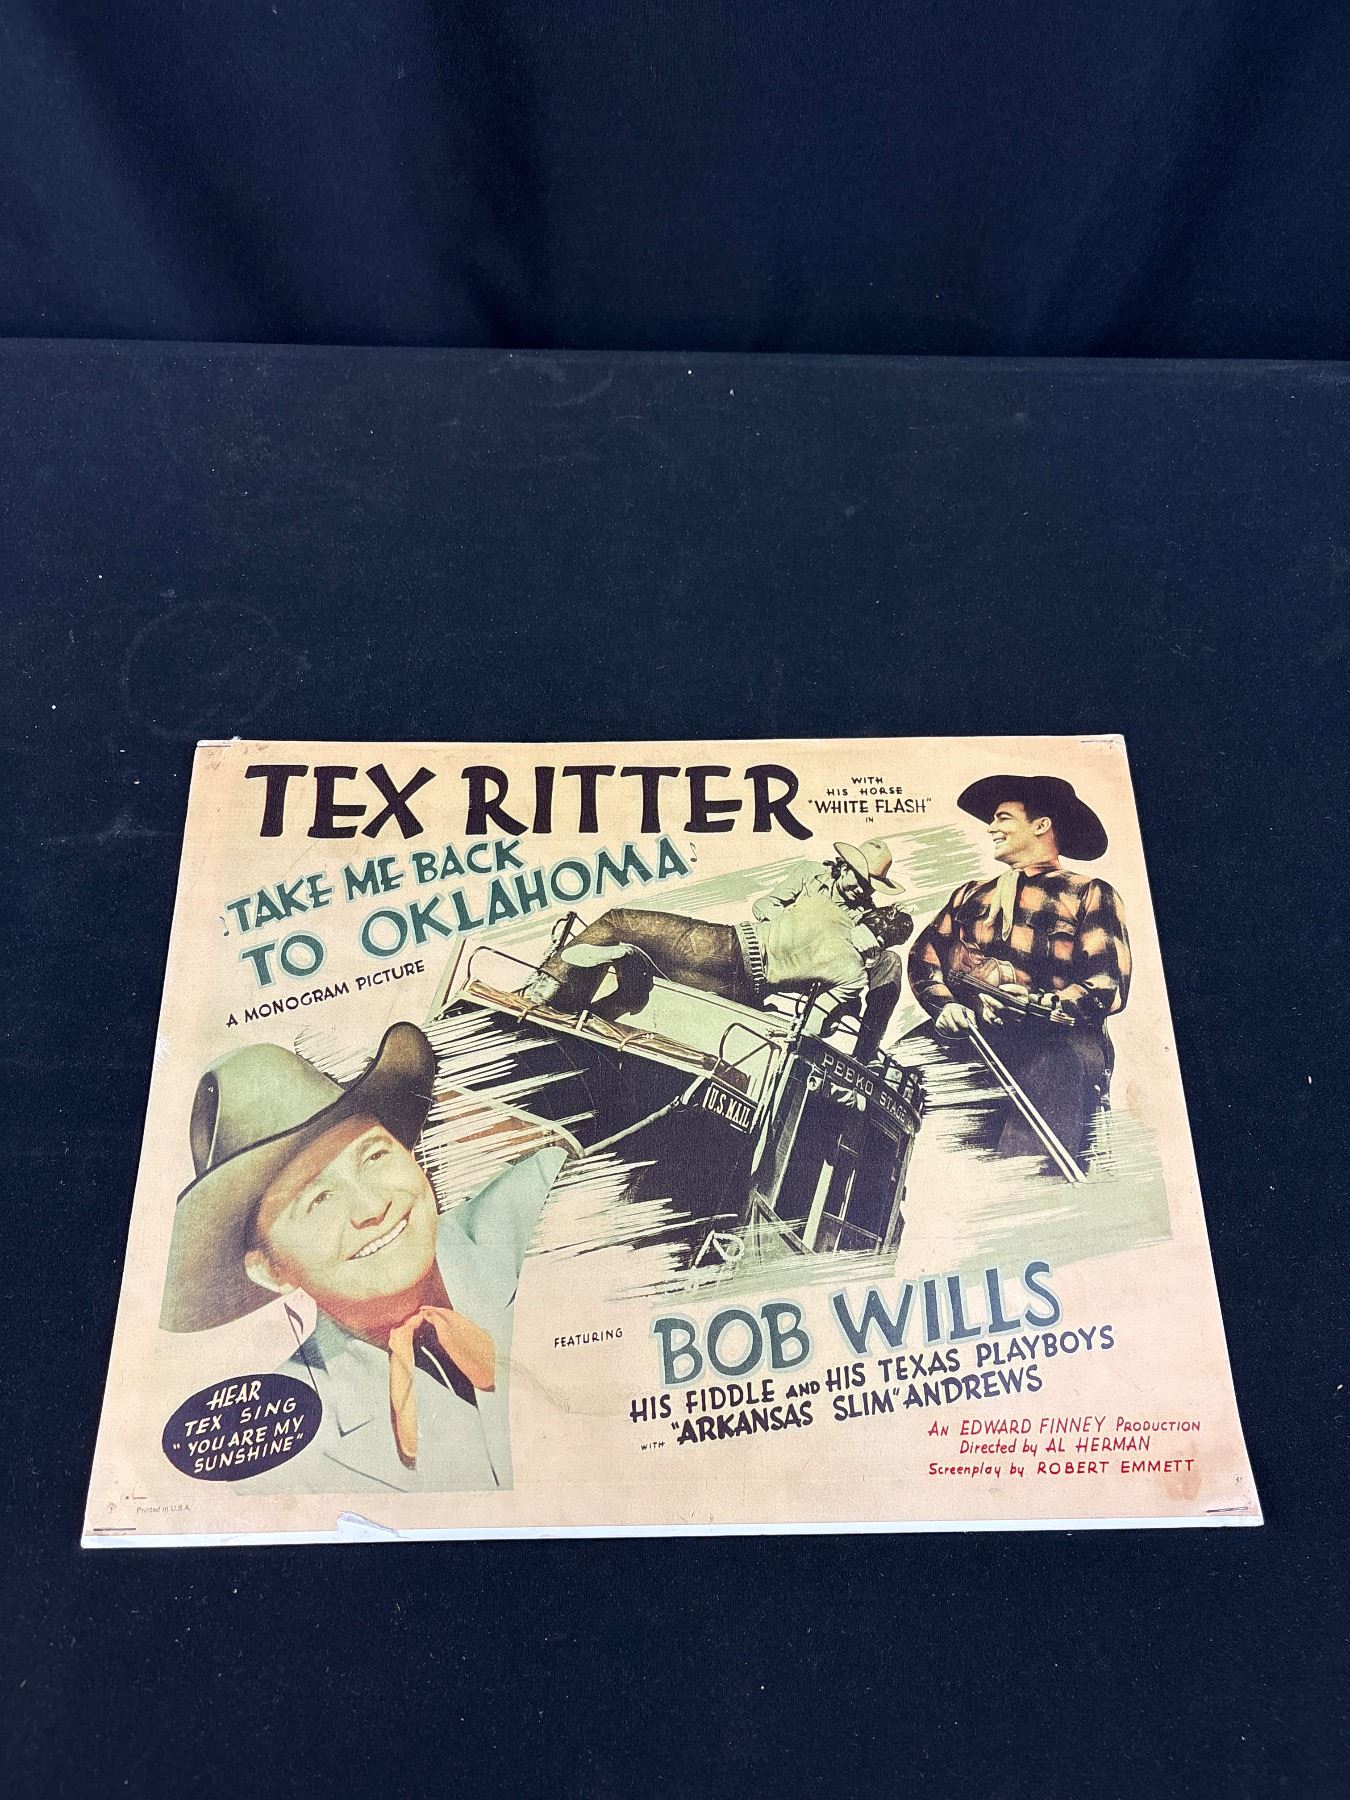 TEX RITTER
WITH
HIS HORSE
"WHITE FLASH"
IN
TAKE ME BACK
TO OKLAHOMA
A MONOGRAM PICTURE
U.S. MAIL
PEEKO STAGE
FEATURING
BOB WILLS
HIS FIDDLE AND HIS TEXAS PLAYBOYS
WITH "ARKANSAS SLIM" ANDREWS
HEAR
TEX SING
"YOU ARE MY
SUNSHINE"
AN EDWARD FINNEY PRODUCTION
Directed by AL HERMAN
Screenplay by ROBERT EMMETT
Printed in U.S.A.